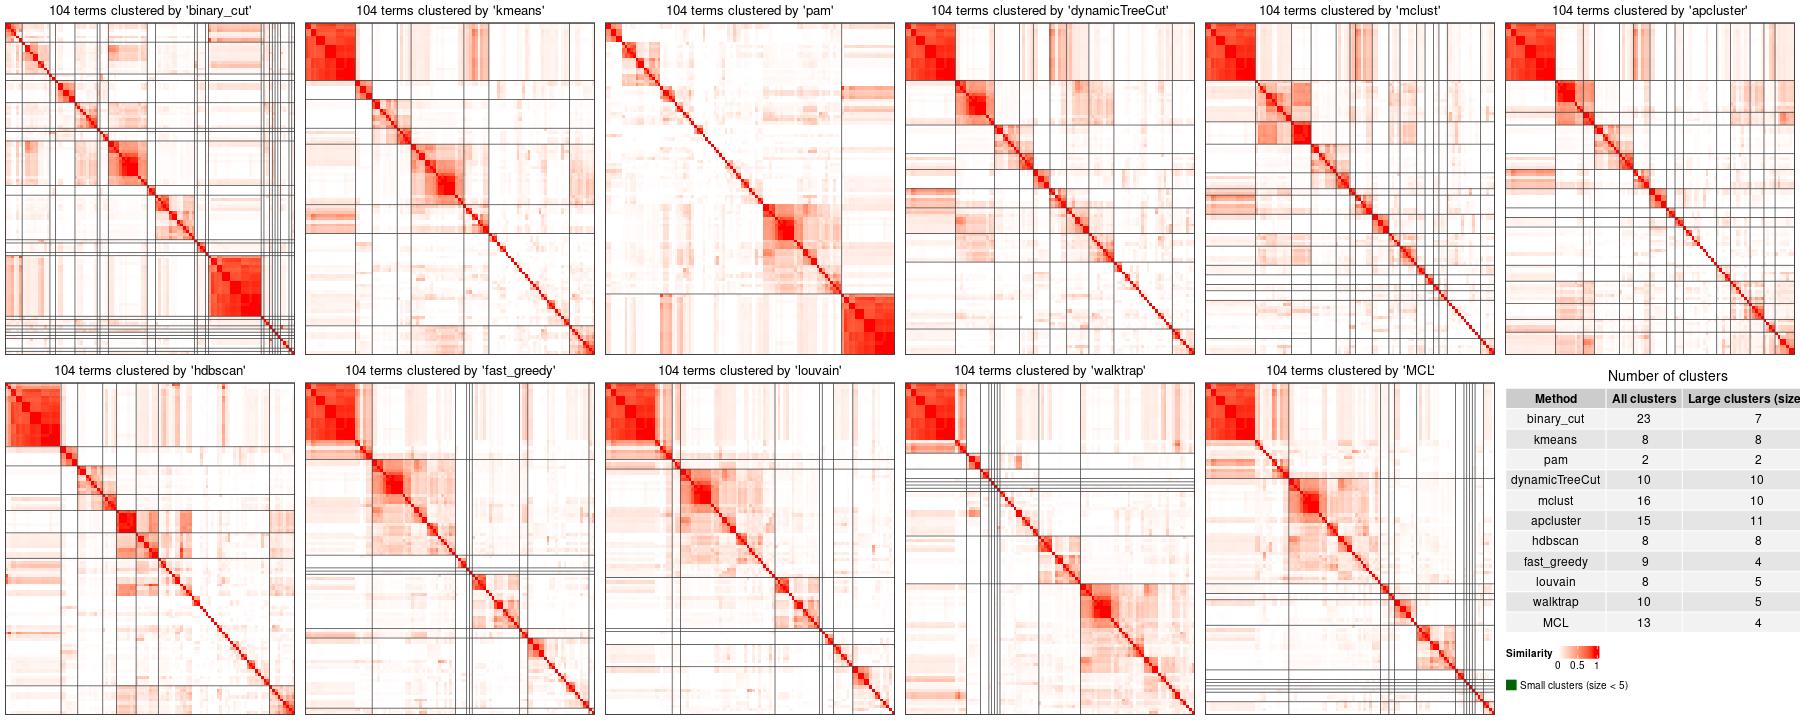 104 terms clustered by 'binary_cut'
104 terms clustered by 'kmeans'
104 terms clustered by 'pam'
104 terms clustered by 'dynamicTreeCut'
104 terms clustered by 'mclust'
104 terms clustered by 'apcluster'
104 terms clustered by 'hdbscan'
104 terms clustered by 'fast_greedy'
104 terms clustered by 'louvain'
104 terms clustered by 'walktrap'
104 terms clustered by 'MCL'
Number of clusters
Method All clusters Large clusters (size
binary_cut 23 7
kmeans 8 8
pam 2 2
dynamicTreeCut 10 10
mclust 16 10
apcluster 15 11
hdbscan 8 8
fast_greedy 9 4
louvain 8 5
walktrap 10 5
MCL 13 4
Similarity
0 0.5 1
Small clusters (size < 5)